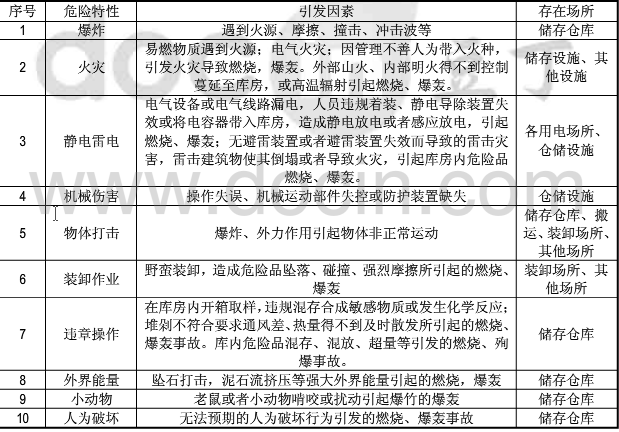 序号 危险特性 引发因素 存在场所
1 爆炸 遇到火源、摩擦、撞击、冲击波等 储存仓库
2 火灾 易燃物质遇到火源；电气火灾；因管理不善人为带入火种，
引发火灾导致燃烧，爆轰。外部山火、内部明火得不到控制
蔓延至库房，或高温辐射引起燃烧、爆轰。
储存设施、其
他设施
3 静电雷电 电气设备或电气线路漏电，人员违规着装、静电导除装置失
效或将电容器带入库房，造成静电放电或者感应放电，引起
燃烧、爆轰；无避雷装置或者避雷装置失效而导致的雷击灾
害，雷击建筑物使其倒塌或者导致火灾，引起库房内危险品
燃烧、爆轰。
各用电场所、
仓储设施
4 机械伤害 操作失误、机械运动部件失控或防护装置缺失 仓储设施
5 物体打击 爆炸、外力作用引起物体非正常运动
储存仓库、搬
运、装卸场所、
其他场所
6 装卸作业 野蛮装卸，造成危险品坠落、碰撞、强烈摩擦所引起的燃烧、
爆轰
装卸场所、其
他场所
7 违章操作 在库房内开箱取样，违规混存合成敏感物质或发生化学反应；
堆剁不符合要求通风差、热量得不到及时散发所引起的燃烧、
爆轰事故。库内危险品混存、混放、超量等引发的燃烧、殉
爆事故。
储存仓库
8 外界能量 坠石打击，泥石流挤压等强大外界能量引起的燃烧，爆轰 储存仓库
9 小动物 老鼠或者小动物啃咬或扰动引起爆竹的爆轰 储存仓库
10 人为破坏 无法预期的人为破坏行为引发的燃烧、爆轰事故 储存仓库
www.docin.com